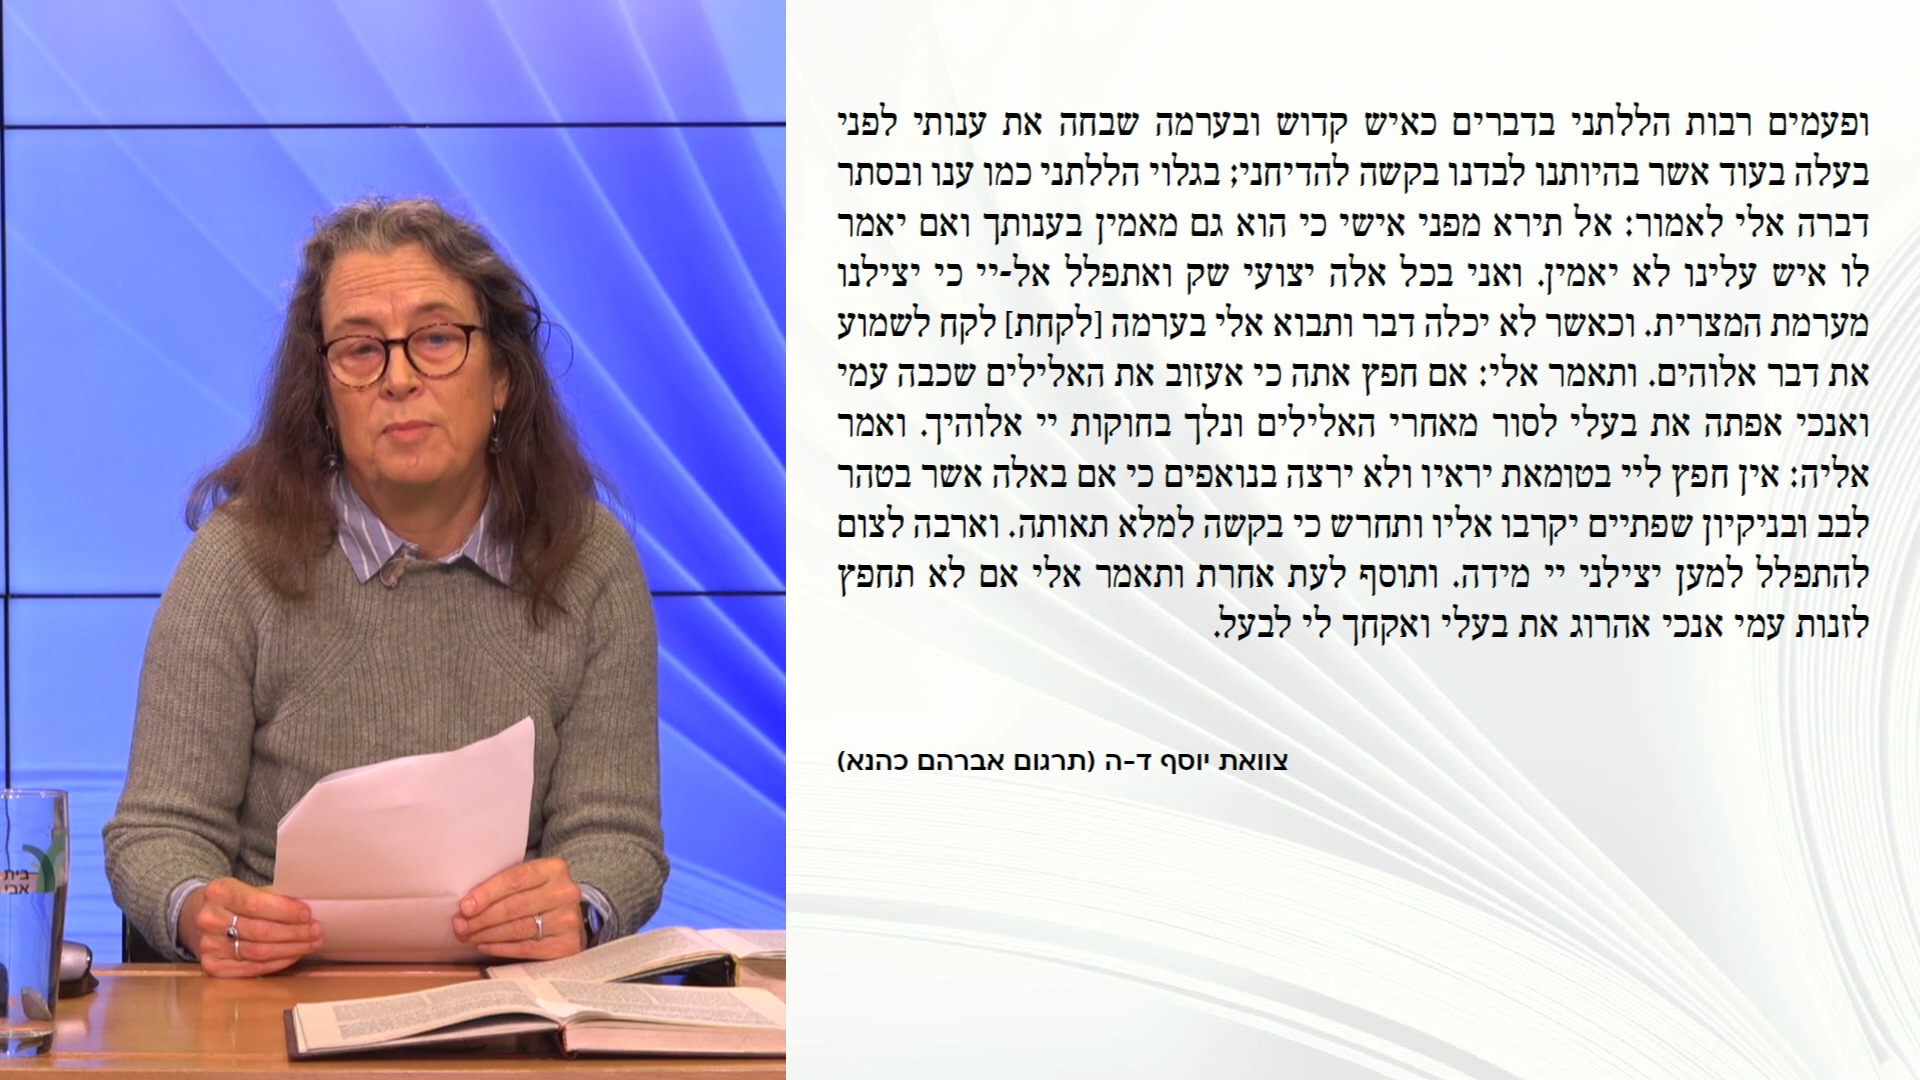 ופעמים רבות הללתני בדברים כאיש קדוש ובערמה שבחה את ענותי לפני
בעלה בעוד אשר בהיותנו לבדנו בקשה להדיחני; בגלוי הללתני כמו ענו ובסתר
דברה אלי לאמור: אל תירא מפני אישי כי הוא גם מאמין בענותך ואם יאמר
לו איש עלינו לא יאמין. ואני בכל אלה יצועי שק ואתפלל אל-יי כי יצילנו
מערמת המצרית. וכאשר לא יכלה דבר ותבוא אלי בערמה [לקחת] לקח לשמוע
את דבר אלוהים. ותאמר אלי: אם חפץ אתה כי אעזוב את האלילים שכבה עמי
ואנכי אפתה את בעלי לסור מאחרי האלילים ונלך בחוקות יי אלוהיך. ואמר
אליה: אין חפץ ליי בטומאת יראיו ולא ירצה בנואפים כי אם באלה אשר בטהר
לבב ובניקיון שפתיים יקרבו אליו ותחרש כי בקשה למלא תאותה. וארבה לצום
להתפלל למען יצילני יי מידה. ותוסף לעת אחרת ותאמר אלי אם לא תחפץ
לזנות עמי אנכי אהרוג את בעלי ואקחך לי לבעל.
צוואת יוסף ד-ה (תרגום אברהם כהנא)
בית
אבי